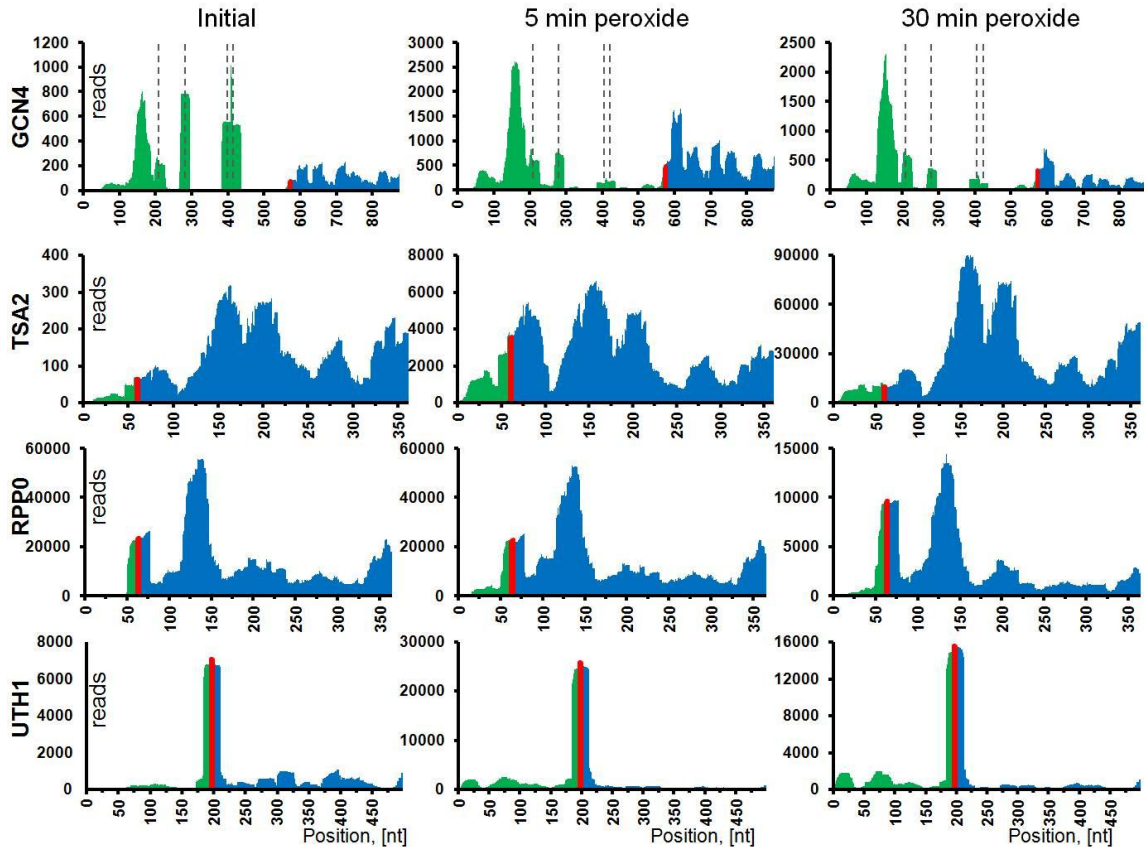 Initial 5 min peroxide 30 min peroxide
GCN4
reads
1200 1000 800 600 400 200 0
0 100 200 300 400 500 600 700 800
3000 2500 2000 1500 1000 500 0
0 100 200 300 400 500 600 700 800
2500 2000 1500 1000 500 0
0 100 200 300 400 500 600 700 800
TSA2
reads
400 300 200 100 0
0 50 100 150 200 250 300 350
8000 6000 4000 2000 0
0 50 100 150 200 250 300 350
90000 60000 30000 0
0 50 100 150 200 250 300 350
RPP0
reads
60000 40000 20000 0
0 50 100 150 200 250 300 350
60000 40000 20000 0
0 50 100 150 200 250 300 350
15000 10000 5000 0
0 50 100 150 200 250 300 350
UTH1
reads
8000 6000 4000 2000 0
0 50 100 150 200 250 300 350 400 450
Position, [nt]
30000 20000 10000 0
0 50 100 150 200 250 300 350 400 450
Position, [nt]
16000 12000 8000 4000 0
0 50 100 150 200 250 300 350 400 450
Position, [nt]